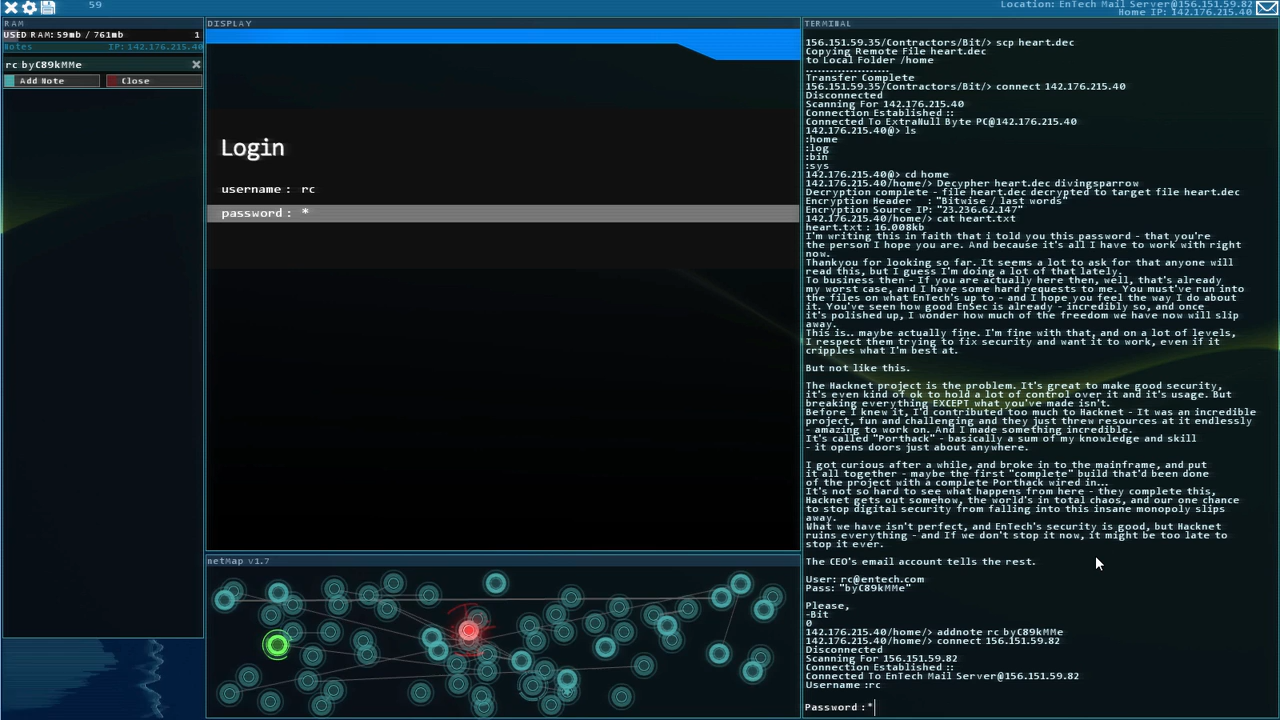 59
Location: EnTech Mail Server@156.151.59.82
Home IP: 142.176.215.40
RAM
USED RAM: 59mb / 761mb 1
Notes IP: 142.176.215.40
rc byC89kMMe
Add Note Close
DISPLAY
Login
username : rc
password : *
netMap v1.7
TERMINAL
156.151.59.35/Contractors/Bit/> scp heart.dec
Copying Remote File heart.dec
to Local Folder /home
.....................
Transfer Complete
156.151.59.35/Contractors/Bit/> connect 142.176.215.40
Disconnected
Scanning For 142.176.215.40
Connection Established ::
Connected To ExtraNull Byte PC@142.176.215.40
142.176.215.40@> ls
:home
:log
:bin
:sys
142.176.215.40@> cd home
142.176.215.40/home/> Decypher heart.dec divingsparrow
Decryption complete - file heart.dec decrypted to target file heart.dec
Encryption Header : "Bitwise / last words"
Encryption Source IP: "23.236.62.147"
142.176.215.40/home/> cat heart.txt
heart.txt : 16.008kb
I'm writing this in faith that i told you this password - that you're
the person I hope you are. And because it's all I have to work with right
now.
Thankyou for looking so far. It seems a lot to ask for that anyone will
read this, but I guess I'm doing a lot of that lately.
To business then - If you are actually here then, well, that's already
my worst case, and I have some hard requests to me. You must've run into
the files on what EnTech's up to - and I hope you feel the way I do about
it. You've seen how good EnSec is already - incredibly so, and once
it's polished up, I wonder how much of the freedom we have now will slip
away.
This is.. maybe actually fine. I'm fine with that, and on a lot of levels,
I respect them trying to fix security and want it to work, even if it
cripples what I'm best at.
But not like this.
The Hacknet project is the problem. It's great to make good security,
it's even kind of ok to hold a lot of control over it and it's usage. But
breaking everything EXCEPT what you've made isn't.
Before I knew it, I'd contributed too much to Hacknet - It was an incredible
project, fun and challenging and they just threw resources at it endlessly
- amazing to work on. And I made something incredible.
It's called "Porthack" - basically a sum of my knowledge and skill
- it opens doors just about anywhere.
I got curious after a while, and broke in to the mainframe, and put
it all together - maybe the first "complete" build that'd been done
of the project with a complete Porthack wired in...
It's not so hard to see what happens from here - they complete this,
Hacknet gets out somehow, the world's in total chaos, and our one chance
to stop digital security from falling into this insane monopoly slips
away.
What we have isn't perfect, and EnTech's security is good, but Hacknet
ruins everything - and If we don't stop it now, it might be too late to
stop it ever.
The CEO's email account tells the rest.
User: rc@entech.com
Pass: "byC89kMMe"
Please,
-Bit
0
142.176.215.40/home/> addnote rc byC89kMMe
142.176.215.40/home/> connect 156.151.59.82
Disconnected
Scanning For 156.151.59.82
Connection Established ::
Connected To EnTech Mail Server@156.151.59.82
Username :rc
Password :*